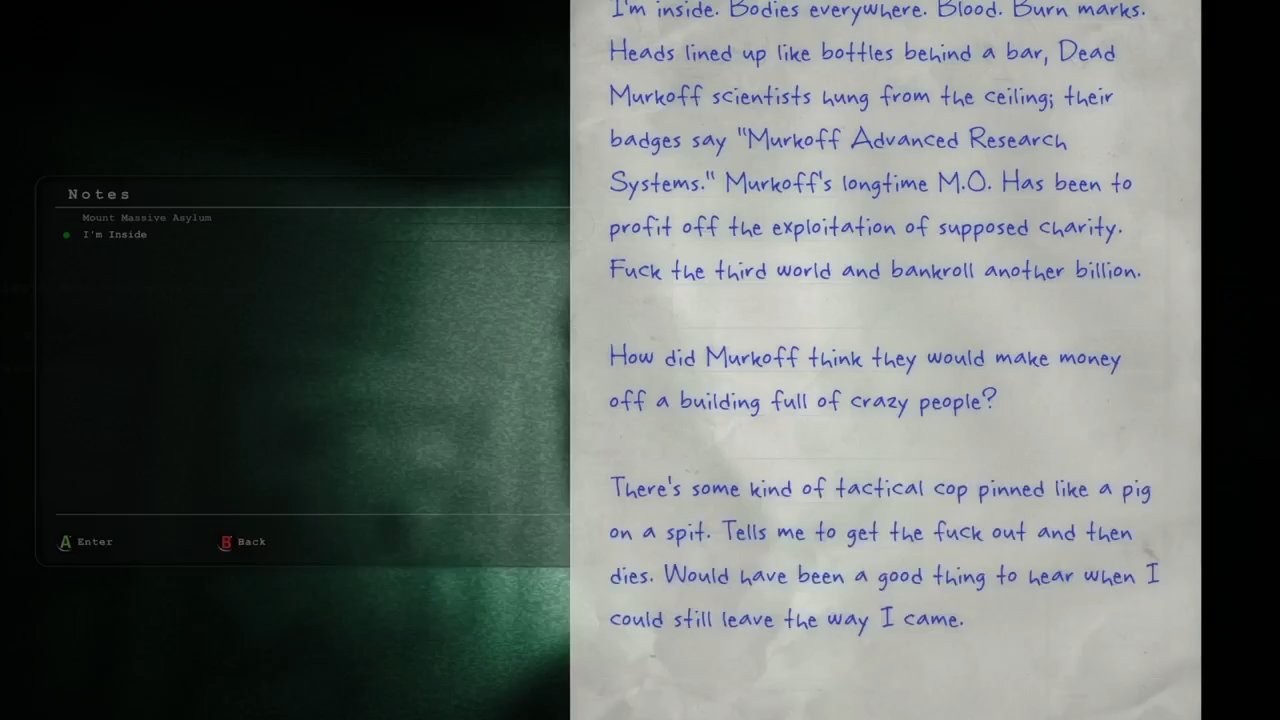 Notes
Mount Massive Asylum
I'm Inside
A Enter
B Back
I'm inside. Bodies everywhere. Blood. Burn marks.
Heads lined up like bottles behind a bar, Dead
Murkoff scientists hung from the ceiling; their
badges say "Murkoff Advanced Research
Systems." Murkoff's longtime M.O. Has been to
profit off the exploitation of supposed charity.
Fuck the third world and bankroll another billion.
How did Murkoff think they would make money
off a building full of crazy people?
There's some kind of tactical cop pinned like a pig
on a spit. Tells me to get the fuck out and then
dies. Would have been a good thing to hear when I
could still leave the way I came.